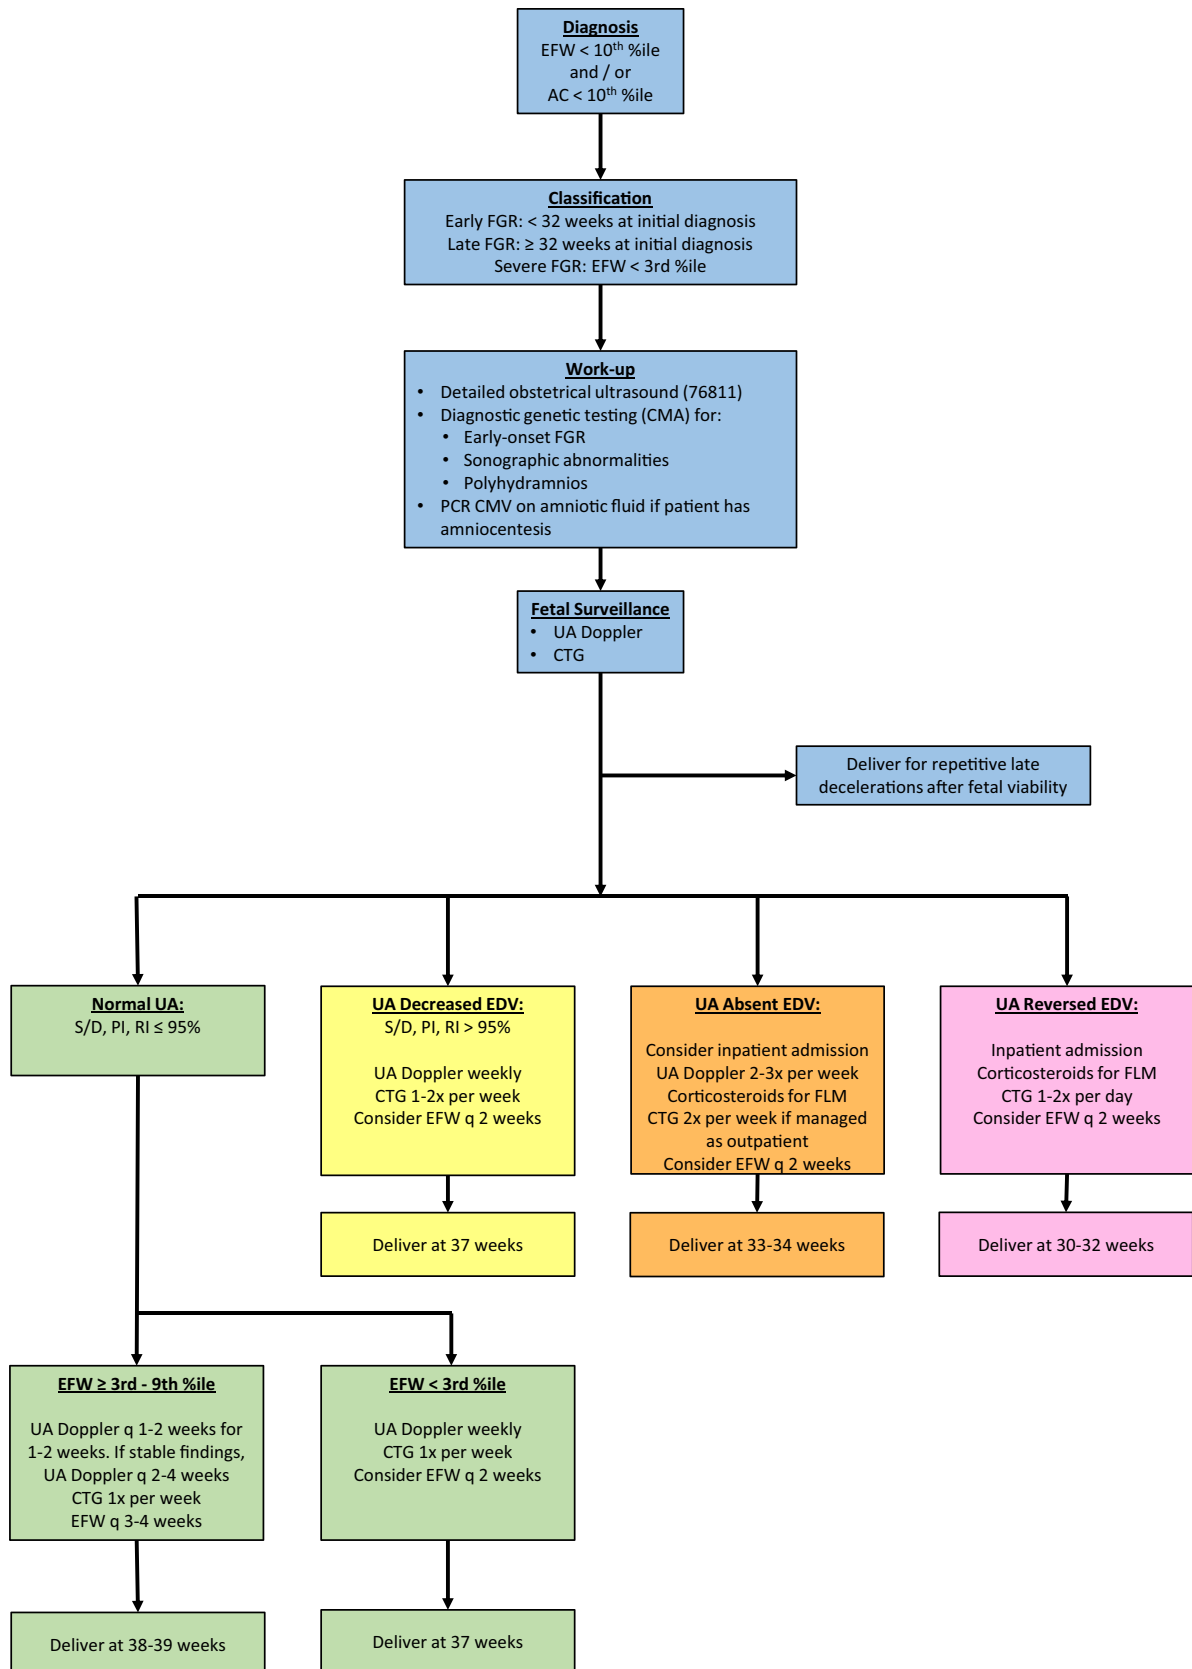 Diagnosis
EFW < 10th %ile
and / or
AC < 10th %ile
Classification
Early FGR: < 32 weeks at initial diagnosis
Late FGR: ≥ 32 weeks at initial diagnosis
Severe FGR: EFW < 3rd %ile
Work-up
• Detailed obstetrical ultrasound (76811)
• Diagnostic genetic testing (CMA) for:
• Early-onset FGR
• Sonographic abnormalities
• Polyhydramnios
• PCR CMV on amniotic fluid if patient has
amniocentesis
Fetal Surveillance
• UA Doppler
• CTG
Deliver for repetitive late
decelerations after fetal viability
Normal UA:
S/D, PI, RI ≤ 95%
UA Decreased EDV:
S/D, PI, RI > 95%
UA Doppler weekly
CTG 1-2x per week
Consider EFW q 2 weeks
Deliver at 37 weeks
UA Absent EDV:
Consider inpatient admission
UA Doppler 2-3x per week
Corticosteroids for FLM
CTG 2x per week if managed
as outpatient
Consider EFW q 2 weeks
Deliver at 33-34 weeks
UA Reversed EDV:
Inpatient admission
Corticosteroids for FLM
CTG 1-2x per day
Consider EFW q 2 weeks
Deliver at 30-32 weeks
EFW ≥ 3rd - 9th %ile
UA Doppler q 1-2 weeks for
1-2 weeks. If stable findings,
UA Doppler q 2-4 weeks
CTG 1x per week
EFW q 3-4 weeks
Deliver at 38-39 weeks
EFW < 3rd %ile
UA Doppler weekly
CTG 1x per week
Consider EFW q 2 weeks
Deliver at 37 weeks